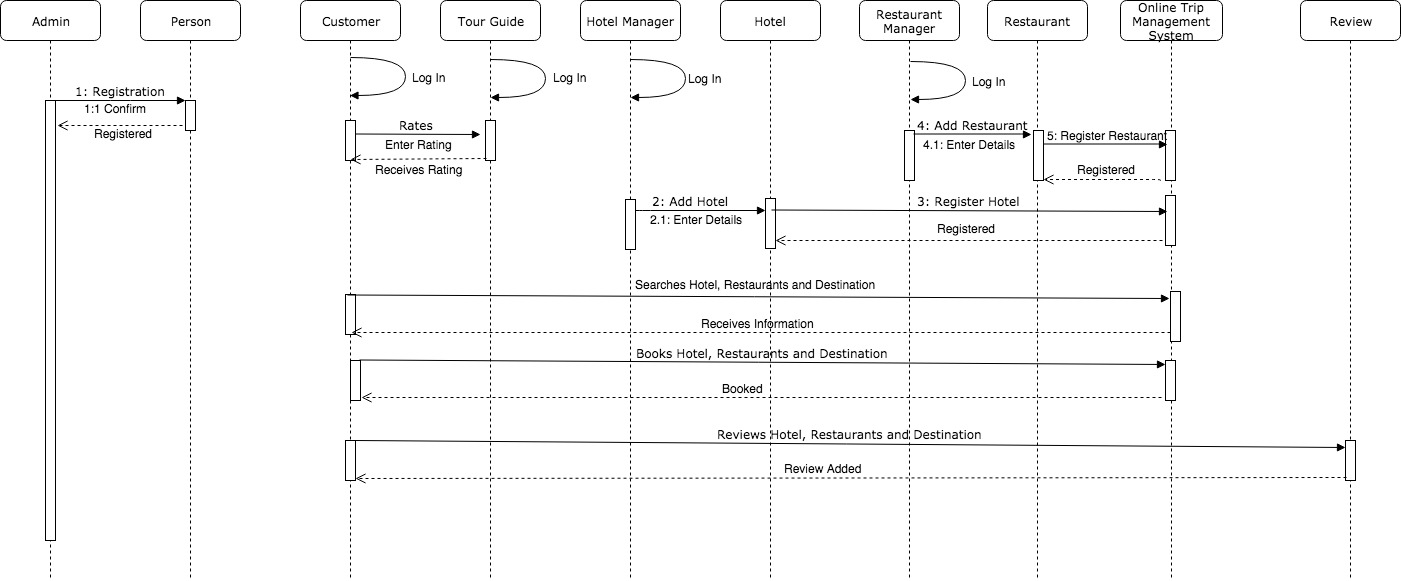 Admin
Person
Customer
Tour Guide
Hotel Manager
Hotel
Restaurant
Manager
Restaurant
Online Trip
Management
System
Review
Log In
Log In
Log In
Log In
1: Registration
1:1 Confirm
Registered
Rates
Enter Rating
Receives Rating
4: Add Restaurant
4.1: Enter Details
5: Register Restaurant
Registered
2: Add Hotel
2.1: Enter Details
3: Register Hotel
Registered
Searches Hotel, Restaurants and Destination
Receives Information
Books Hotel, Restaurants and Destination
Booked
Reviews Hotel, Restaurants and Destination
Review Added